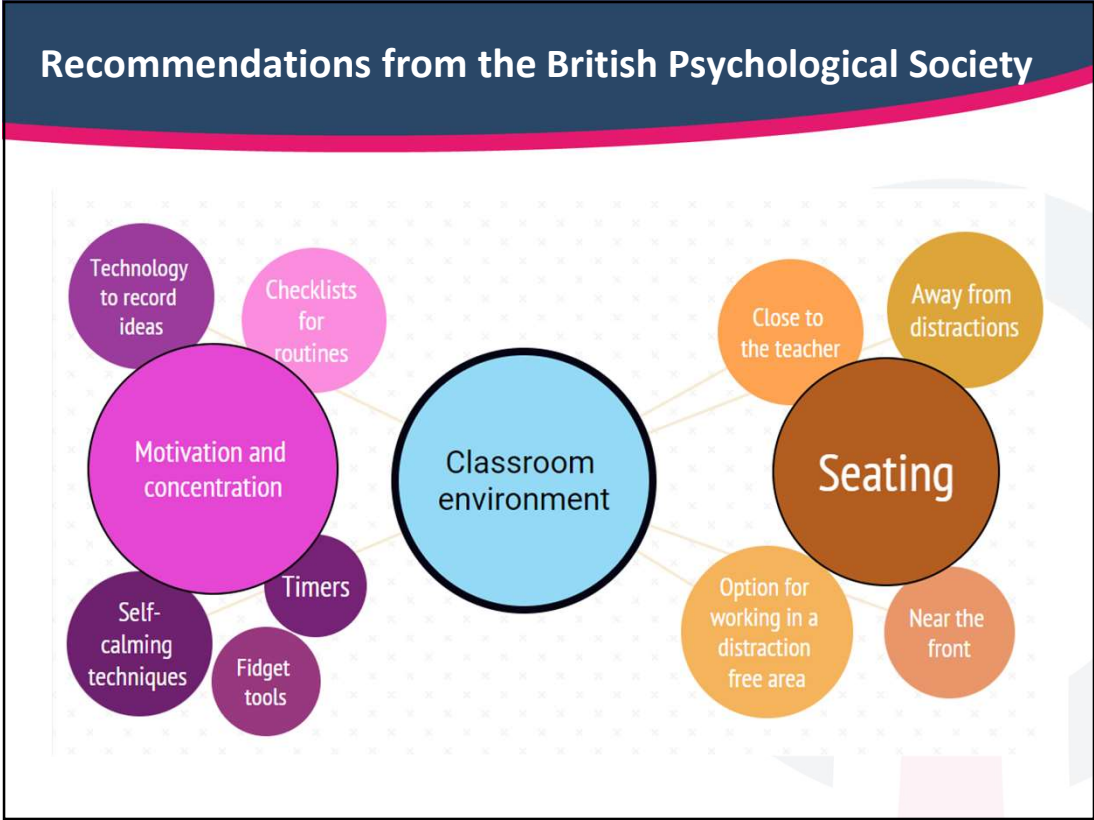 Recommendations from the British Psychological Society
Technology
to record
ideas
Checklists
for
routines
Motivation and
concentration
Self-
calming
techniques
Timers
Fidget
tools
Classroom
environment
Close to
the teacher
Away from
distractions
Seating
Option for
working in a
distraction
free area
Near the
front